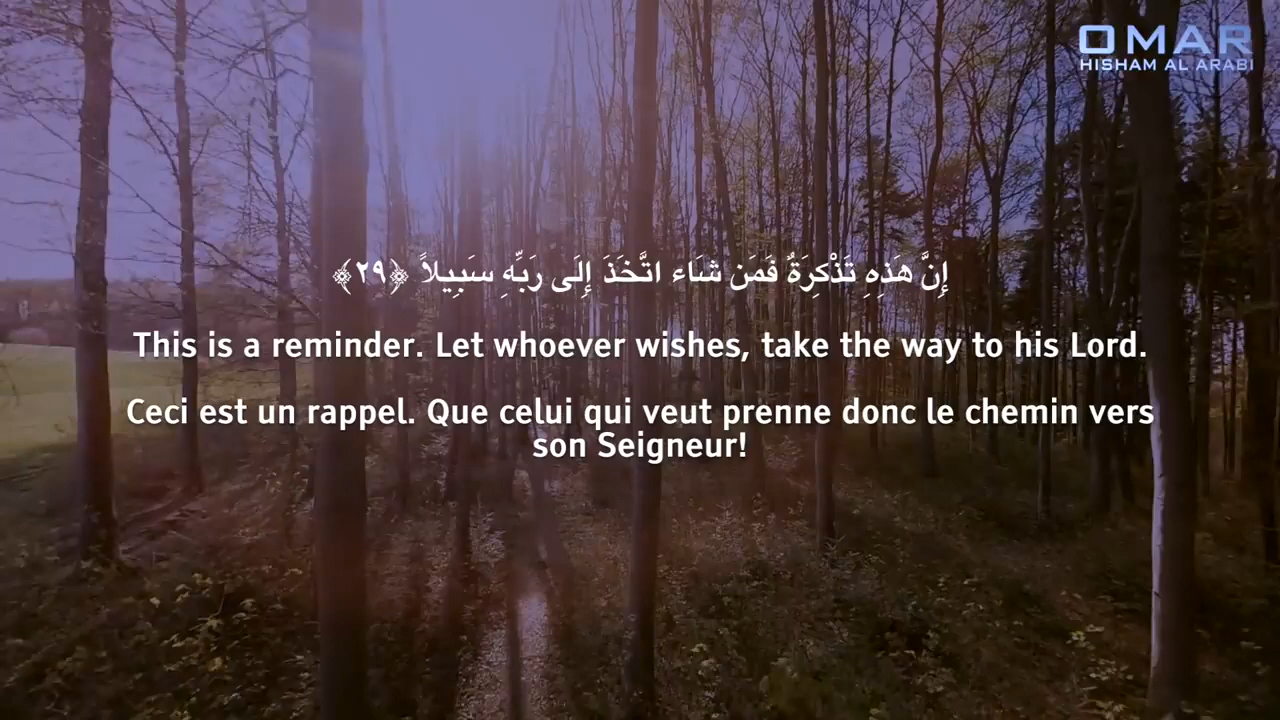 OMAR
HISHAM AL ARABI
إِنَّ هَذِهِ تَذْكِرَةٌ فَمَن شَاء اتَّخَذَ إِلَى رَبِّهِ سَبِيلاً ﴿٢٩﴾
This is a reminder. Let whoever wishes, take the way to his Lord.
Ceci est un rappel. Que celui qui veut prenne donc le chemin vers
son Seigneur!